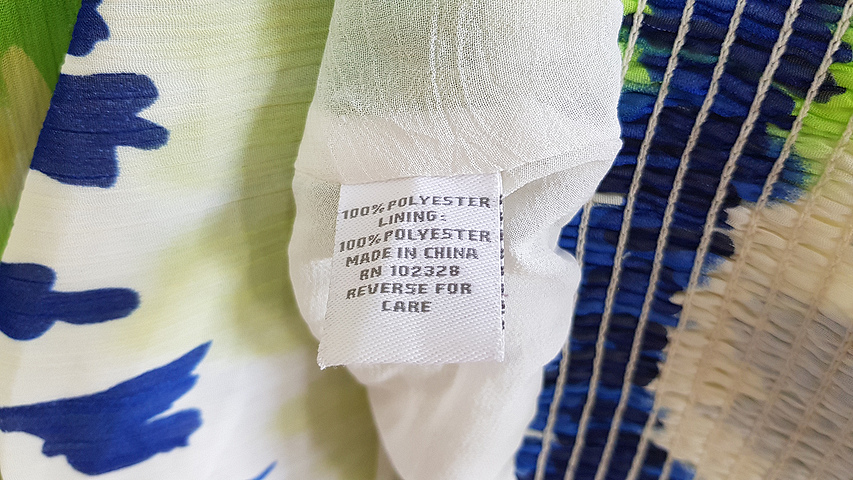 100% POLYESTER
LINING:
100% POLYESTER
MADE IN CHINA
RN 102328
REVERSE FOR
CARE